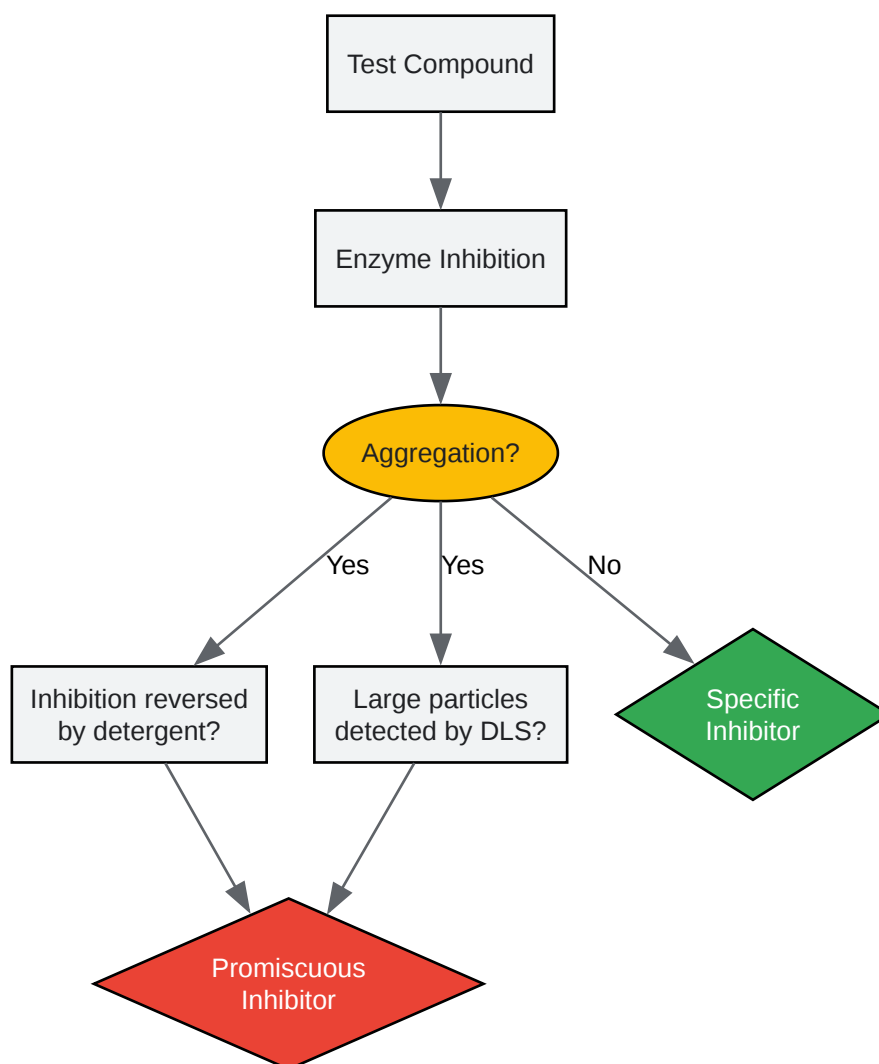 Test Compound
Enzyme Inhibition
Aggregation?
Yes
Yes
No
Inhibition reversed
by detergent?
Large particles
detected by DLS?
Specific
Inhibitor
Promiscuous
Inhibitor